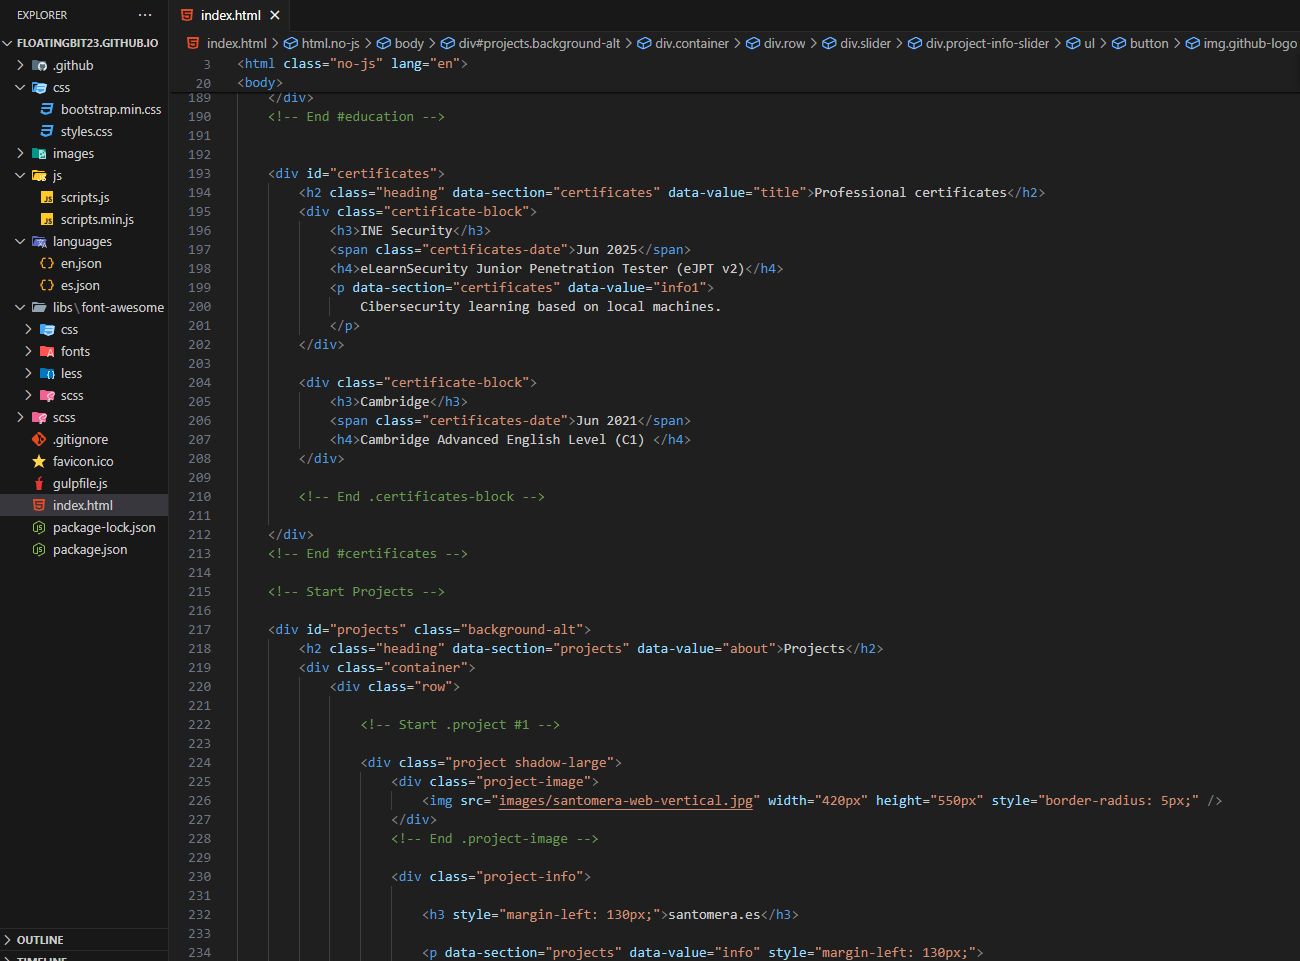 EXPLORER
FLOATINGBIT23.GITHUB.IO
.github
css
bootstrap.min.css
styles.css
images
js
scripts.js
scripts.min.js
languages
en.json
es.json
libs\font-awesome
css
fonts
less
scss
scss
.gitignore
favicon.ico
gulpfile.js
index.html
package-lock.json
package.json
OUTLINE
TIMELINE
index.html
index.html > html.no-js > body > div#projects.background-alt > div.container > div.row > div.slider > div.project-info-slider > ul > button > img.github-logo
3 <html class="no-js" lang="en">
20 <body>
189 </div>
190 <!-- End #education -->
191
192
193 <div id="certificates">
194 <h2 class="heading" data-section="certificates" data-value="title">Professional certificates</h2>
195 <div class="certificate-block">
196 <h3>INE Security</h3>
197 <span class="certificates-date">Jun 2025</span>
198 <h4>eLearnSecurity Junior Penetration Tester (eJPT v2)</h4>
199 <p data-section="certificates" data-value="info1">
200 Cibersecurity learning based on local machines.
201 </p>
202 </div>
203
204 <div class="certificate-block">
205 <h3>Cambridge</h3>
206 <span class="certificates-date">Jun 2021</span>
207 <h4>Cambridge Advanced English Level (C1) </h4>
208 </div>
209
210 <!-- End .certificates-block -->
211
212 </div>
213 <!-- End #certificates -->
214
215 <!-- Start Projects -->
216
217 <div id="projects" class="background-alt">
218 <h2 class="heading" data-section="projects" data-value="about">Projects</h2>
219 <div class="container">
220 <div class="row">
221
222 <!-- Start .project #1 -->
223
224 <div class="project shadow-large">
225 <div class="project-image">
226 <img src="images/santomera-web-vertical.jpg" width="420px" height="550px" style="border-radius: 5px;" />
227 </div>
228 <!-- End .project-image -->
229
230 <div class="project-info">
231
232 <h3 style="margin-left: 130px;">santomera.es</h3>
233
234 <p data-section="projects" data-value="info" style="margin-left: 130px;">